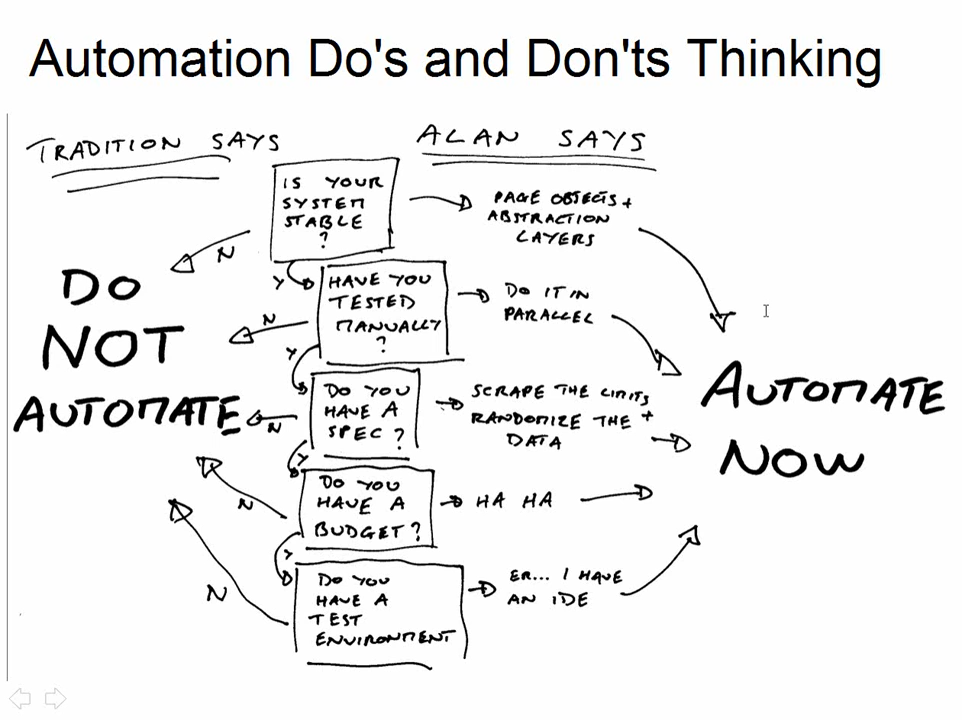 Automation Do's and Don'ts Thinking
TRADITION SAYS
ALAN SAYS
IS YOUR
SYSTEM
STABLE
?
PAGE OBJECTS +
ABSTRACTION
LAYERS
N
Y
DO
NOT
AUTOMATE
HAVE YOU
TESTED
MANUALLY
?
DO IT IN
PARALLEL
N
Y
DO YOU
HAVE A
SPEC?
SCRAPE THE LIMITS +
RANDOMIZE THE
DATA
N
Y
AUTOMATE
NOW
DO YOU
HAVE A
BUDGET?
HA HA
N
Y
DO YOU
HAVE A
TEST
ENVIRONMENT
ER... I HAVE
AN IDE
N